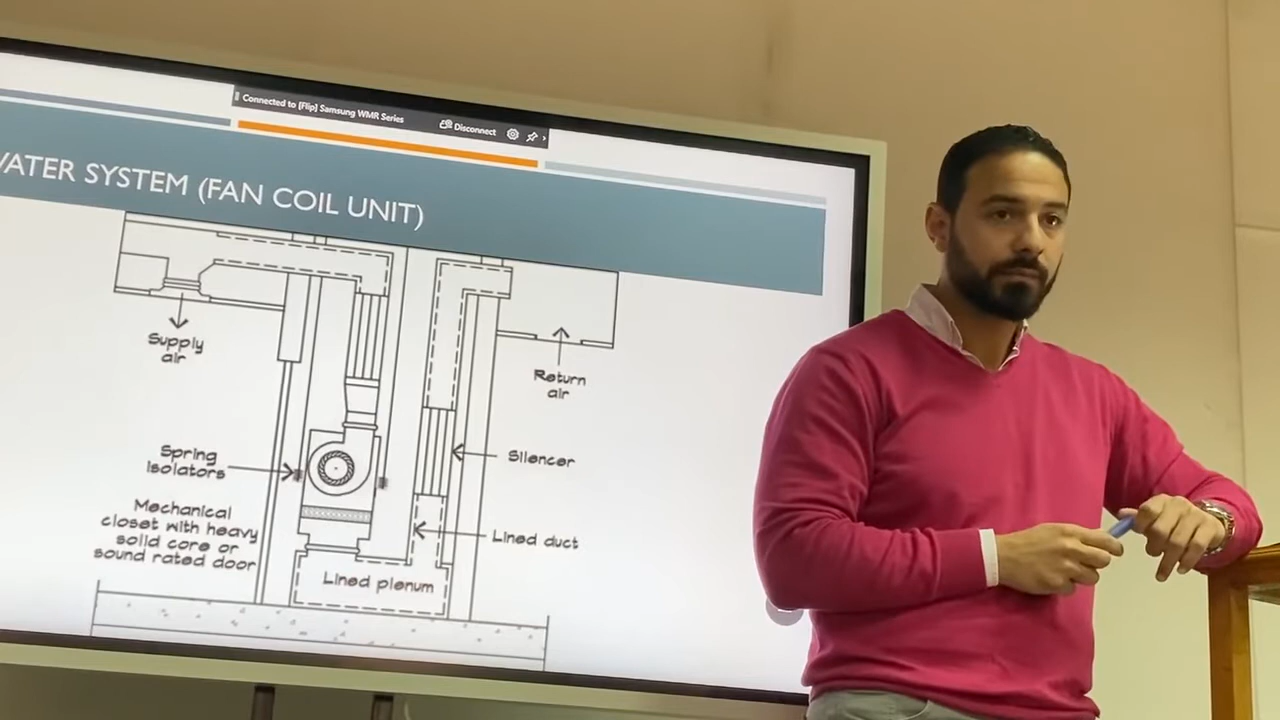 Connected to [Flip] Samsung WMR Series
Disconnect
WATER SYSTEM (FAN COIL UNIT)
Supply
air
Return
air
Spring
isolators
Silencer
Mechanical
closet with heavy
solid core or
sound rated door
Lined duct
Lined plenum